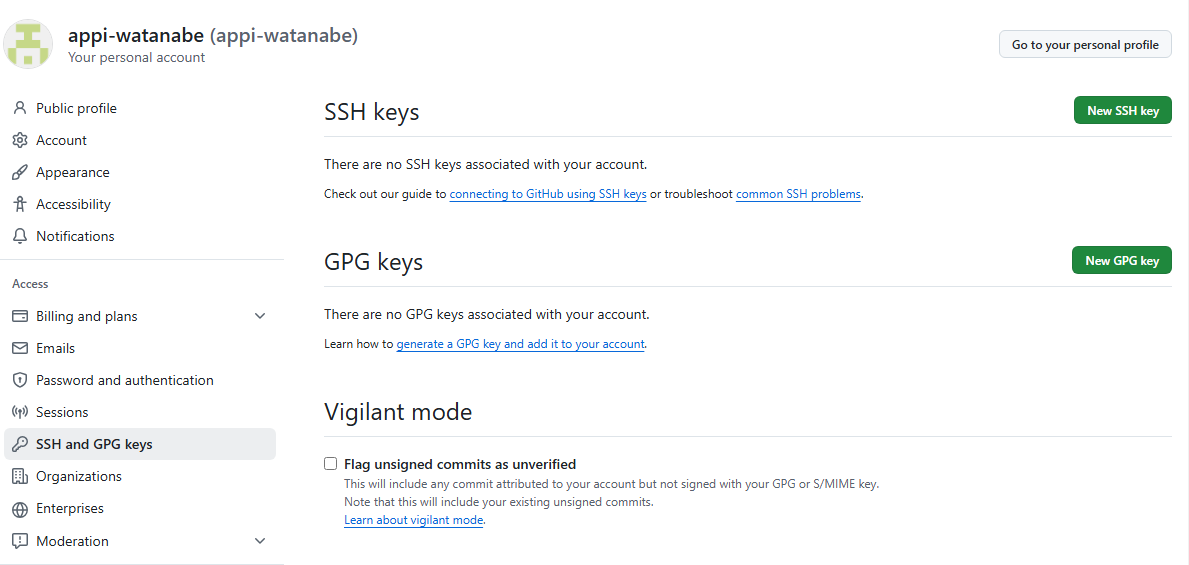 appi-watanabe (appi-watanabe)
Your personal account
Go to your personal profile
Public profile
Account
Appearance
Accessibility
Notifications
Access
Billing and plans
Emails
Password and authentication
Sessions
SSH and GPG keys
Organizations
Enterprises
Moderation
SSH keys
New SSH key
There are no SSH keys associated with your account.
Check out our guide to connecting to GitHub using SSH keys or troubleshoot common SSH problems.
GPG keys
New GPG key
There are no GPG keys associated with your account.
Learn how to generate a GPG key and add it to your account.
Vigilant mode
Flag unsigned commits as unverified
This will include any commit attributed to your account but not signed with your GPG or S/MIME key.
Note that this will include your existing unsigned commits.
Learn about vigilant mode.